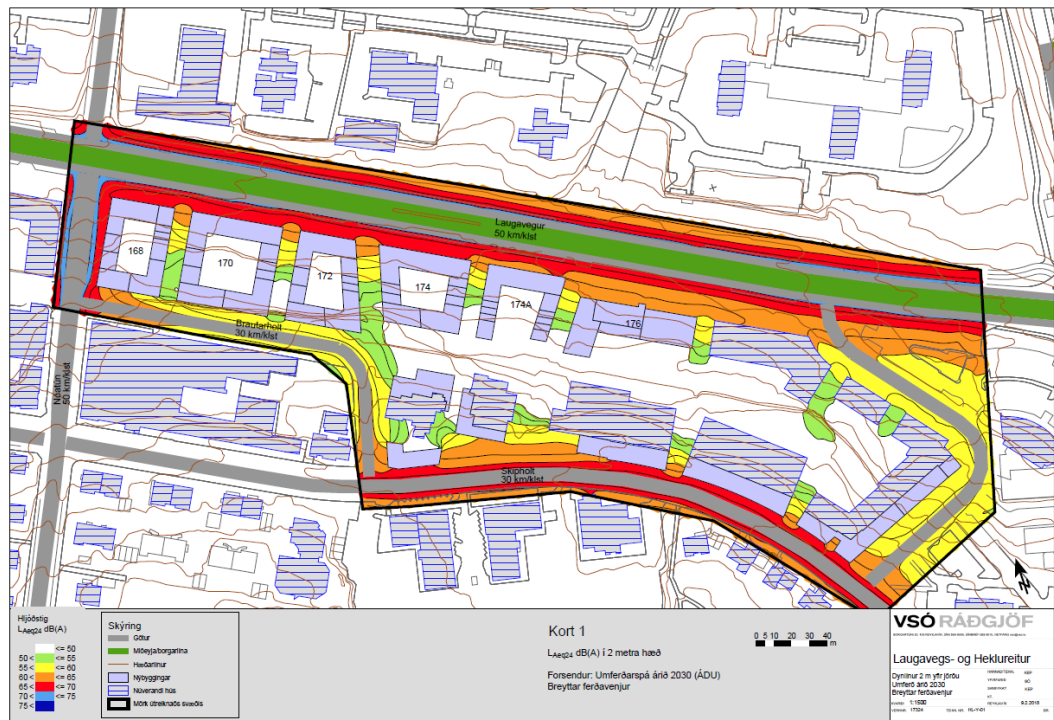 Laugavegur
50 km/klst
168
170
172
174
174A
176
Brautarholt
30 km/klst
Nóatún
50 km/klst
Skipholt
30 km/klst
N
Hljóðstig
LAeq24 dB(A)
<= 50
50 < <= 55
55 < <= 60
60 < <= 65
65 < <= 70
70 < <= 75
75 <
Skýring
Götur
Miðeyja/borgarlína
Hæðarlínur
Nýbyggingar
Núverandi hús
Mörk útreiknaðs svæðis
Kort 1
LAeq24 dB(A) í 2 metra hæð
Forsendur: Umferðarspá árið 2030 (ÁDU)
Breyttar ferðavenjur
0 5 10 20 30 40
m
VSÓ RÁÐGJÖF
Laugavegs- og Heklureitur
Dynlínur 2 m yfir jörðu
Umferð árið 2030
Breyttar ferðavenjur
1:1500
17324